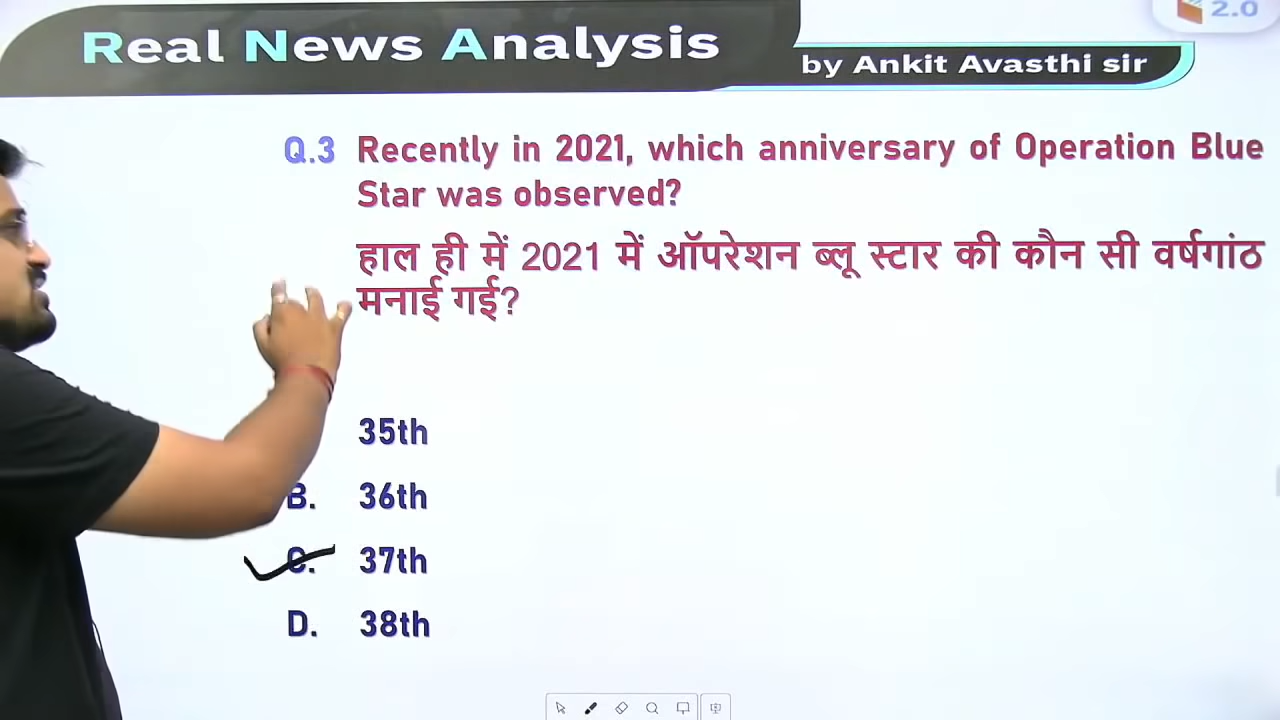 Real News Analysis
by Ankit Avasthi sir
2.0
Q.3 Recently in 2021, which anniversary of Operation Blue
Star was observed?
हाल ही में 2021 में ऑपरेशन ब्लू स्टार की कौन सी वर्षगांठ
मनाई गई?
35th
B. 36th
C. 37th
D. 38th